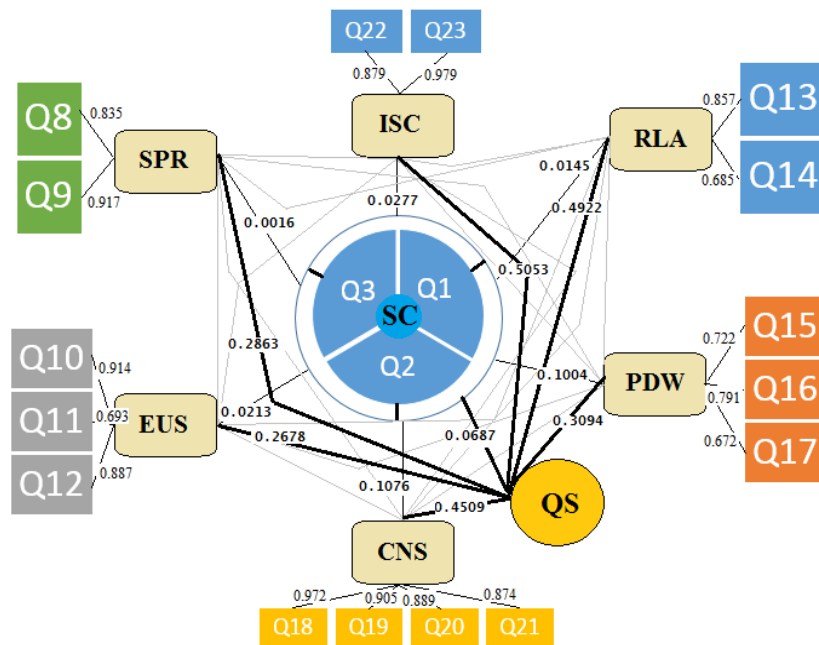 Q22 Q23
0.879 0.979
Q8
0.835
ISC
0.857
Q13
RLA
SPR
Q9
0.917
0.685
Q14
0.0145
0.4922
0.0277
0.0016
0.5053
Q3 Q1
SC
Q2
Q10
0.914
0.2863
0.1004
PDW
0.722
Q15
Q11
0.693
EUS
0.0213
0.2678
0.0687
0.3094
0.791
Q16
Q12
0.887
0.1076
0.4509
QS
0.672
Q17
CNS
0.972 0.905 0.889 0.874
Q18 Q19 Q20 Q21